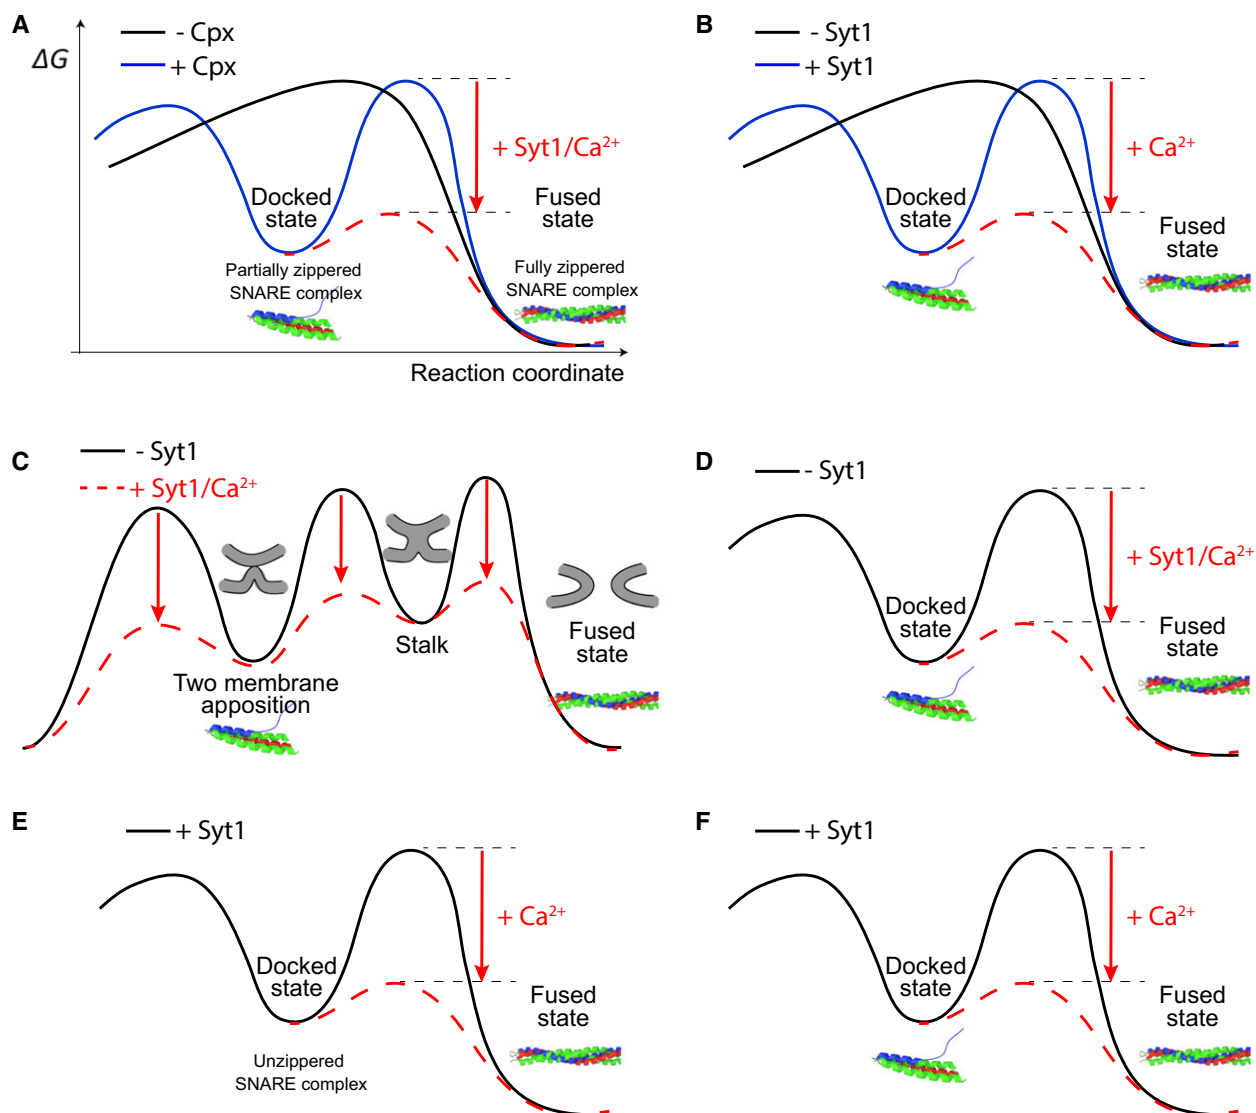 A
- Cpx
+ Cpx
ΔG
+ Syt1/Ca²⁺
Docked
state
Fused
state
Partially zippered
SNARE complex
Fully zippered
SNARE complex
Reaction coordinate
B
- Syt1
+ Syt1
+ Ca²⁺
Docked
state
Fused
state
C
- Syt1
+ Syt1/Ca²⁺
Two membrane
apposition
Stalk
Fused
state
D
- Syt1
+ Syt1/Ca²⁺
Docked
state
Fused
state
E
+ Syt1
+ Ca²⁺
Docked
state
Fused
state
Unzippered
SNARE complex
F
+ Syt1
+ Ca²⁺
Docked
state
Fused
state